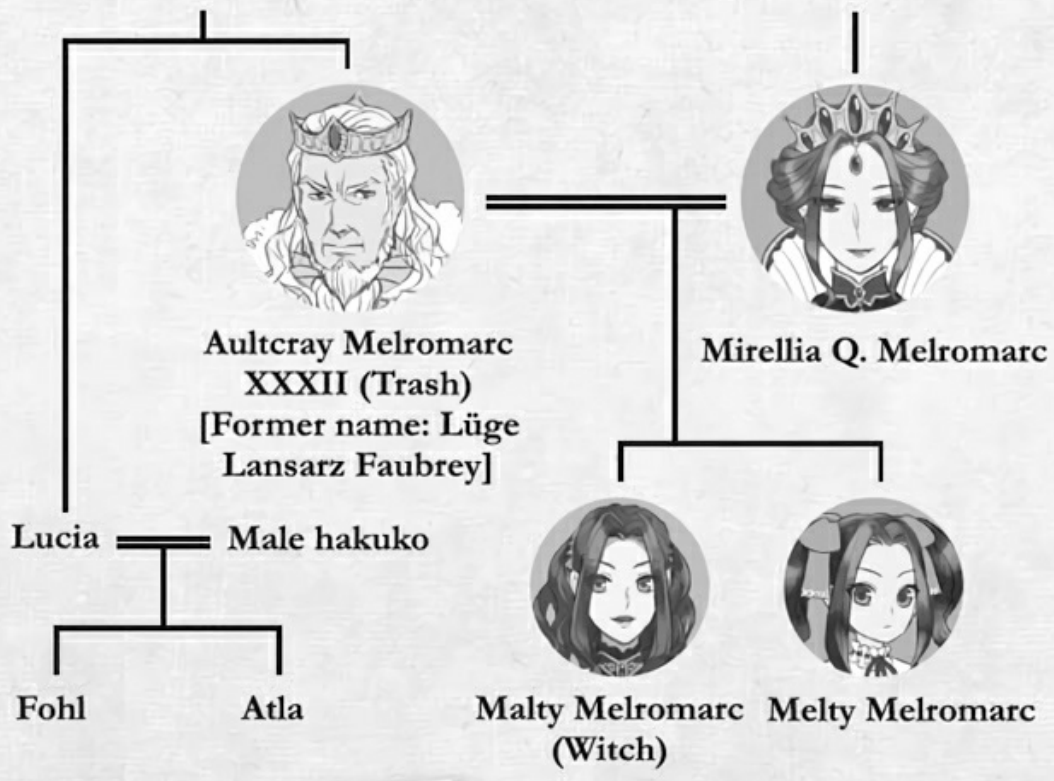 Aultcray Melromarc
XXXII (Trash)
[Former name: Lüge
Lansarz Faubrey]
Mirellia Q. Melromarc
Lucia
Male hakuko
Fohl
Atla
Malty Melromarc
(Witch)
Melty Melromarc